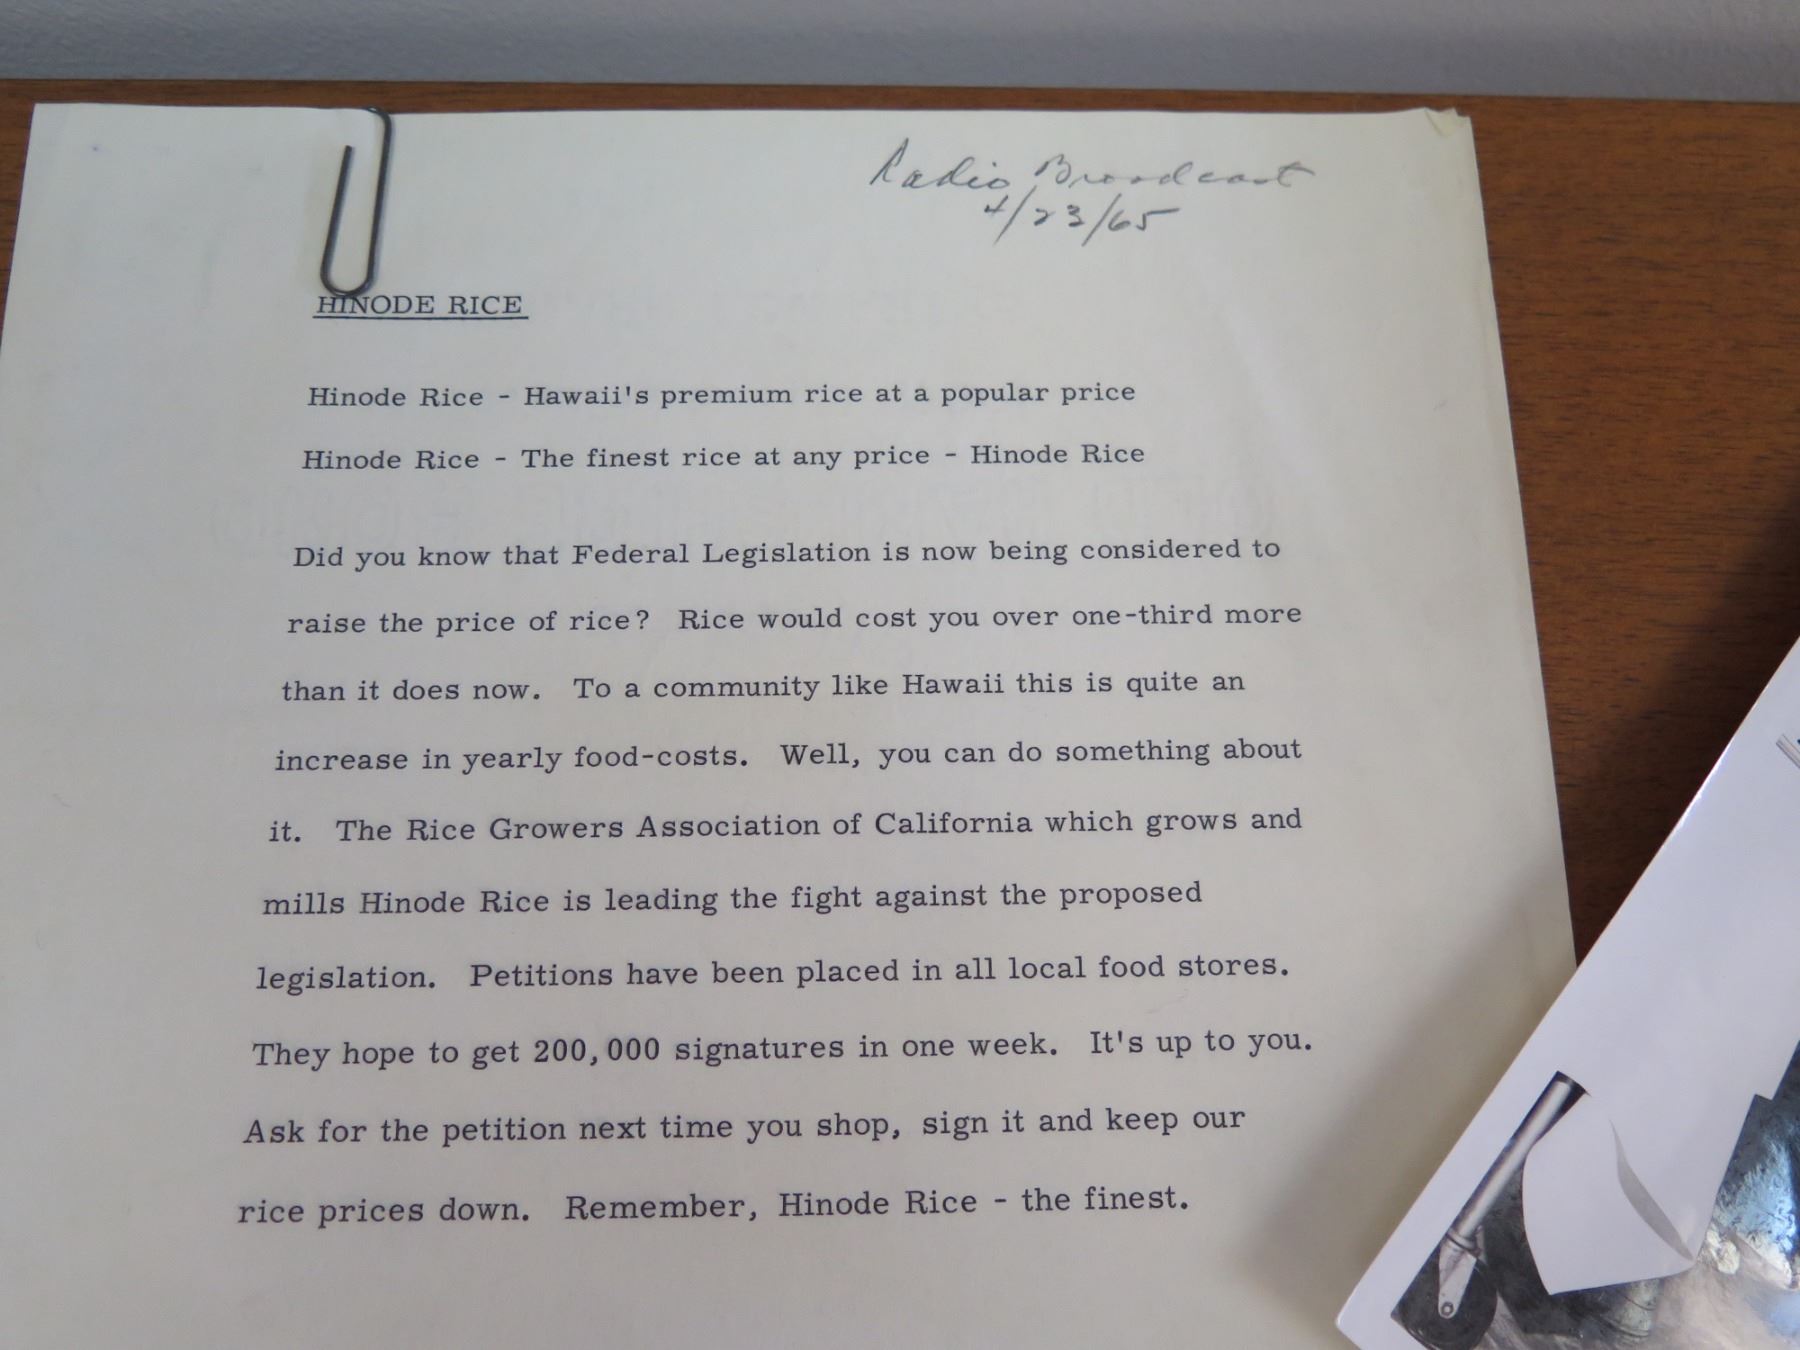 Radio Broadcast
4/23/65
HINODE RICE
Hinode Rice - Hawaii's premium rice at a popular price
Hinode Rice - The finest rice at any price - Hinode Rice
Did you know that Federal Legislation is now being considered to
raise the price of rice? Rice would cost you over one-third more
than it does now. To a community like Hawaii this is quite an
increase in yearly food-costs. Well, you can do something about
it. The Rice Growers Association of California which grows and
mills Hinode Rice is leading the fight against the proposed
legislation. Petitions have been placed in all local food stores.
They hope to get 200,000 signatures in one week. It's up to you.
Ask for the petition next time you shop, sign it and keep our
rice prices down. Remember, Hinode Rice - the finest.